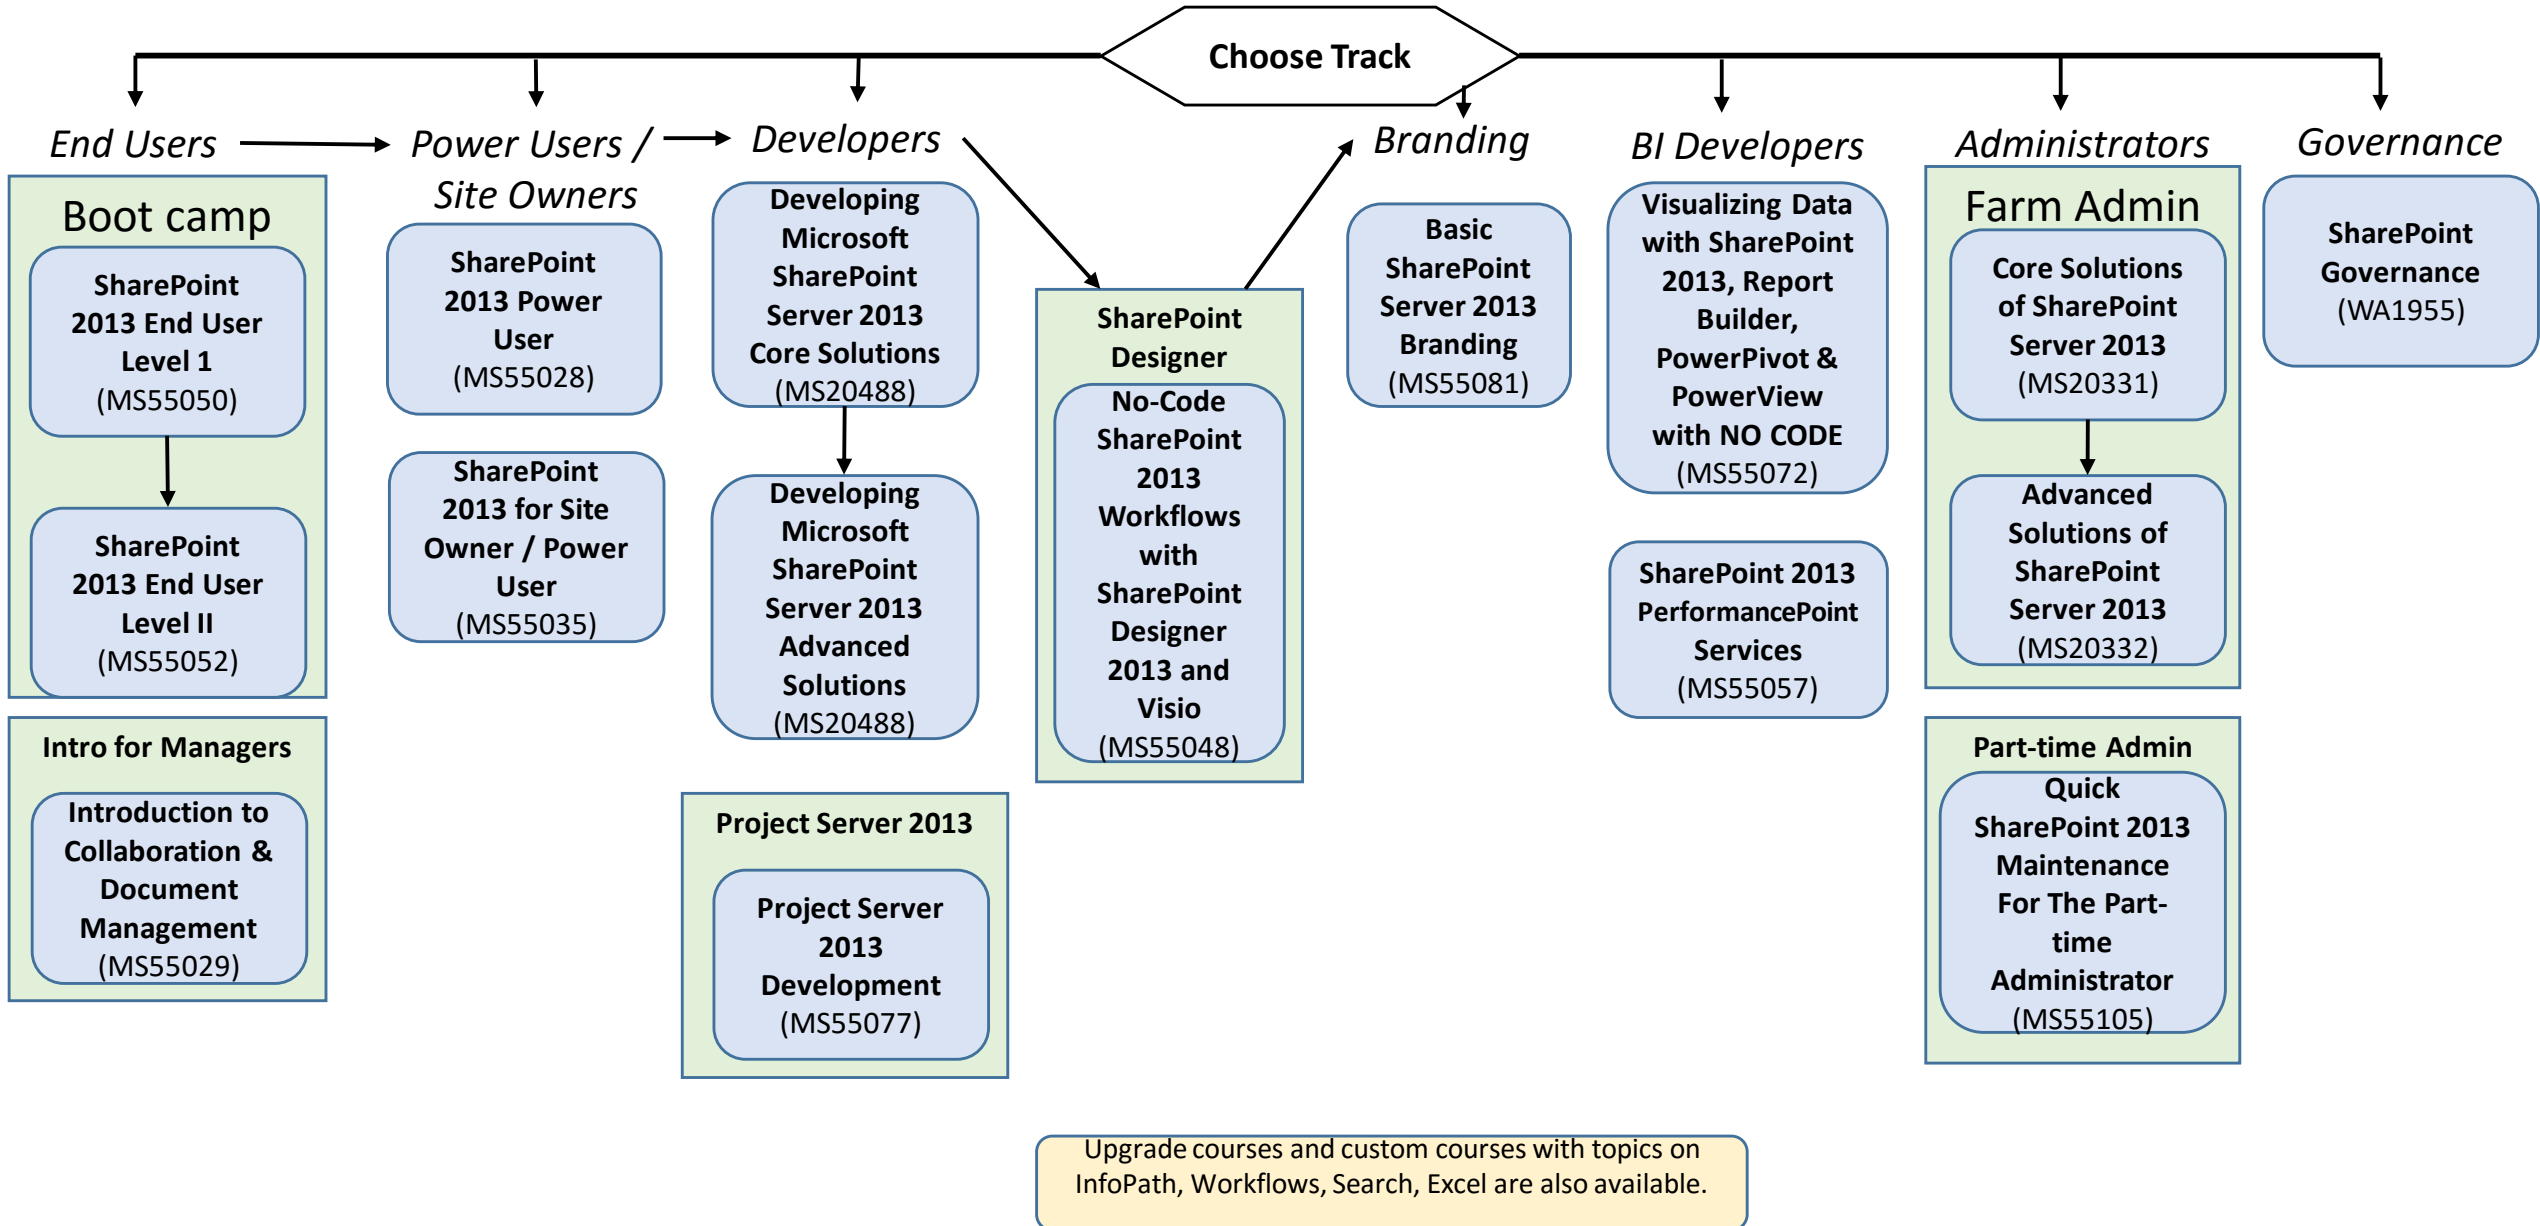 Choose Track
End Users
Boot camp
SharePoint
2013 End User
Level 1
(MS55050)
SharePoint
2013 End User
Level II
(MS55052)
Intro for Managers
Introduction to
Collaboration &
Document
Management
(MS55029)
Power Users /
Site Owners
SharePoint
2013 Power
User
(MS55028)
SharePoint
2013 for Site
Owner / Power
User
(MS55035)
Developers
Developing
Microsoft
SharePoint
Server 2013
Core Solutions
(MS20488)
Developing
Microsoft
SharePoint
Server 2013
Advanced
Solutions
(MS20488)
Project Server 2013
Project Server
2013
Development
(MS55077)
SharePoint
Designer
No-Code
SharePoint
2013
Workflows
with
SharePoint
Designer
2013 and
Visio
(MS55048)
Branding
Basic
SharePoint
Server 2013
Branding
(MS55081)
BI Developers
Visualizing Data
with SharePoint
2013, Report
Builder,
PowerPivot &
PowerView
with NO CODE
(MS55072)
SharePoint 2013
PerformancePoint
Services
(MS55057)
Administrators
Farm Admin
Core Solutions
of SharePoint
Server 2013
(MS20331)
Advanced
Solutions of
SharePoint
Server 2013
(MS20332)
Part-time Admin
Quick
SharePoint 2013
Maintenance
For The Part-
time
Administrator
(MS55105)
Governance
SharePoint
Governance
(WA1955)
Upgrade courses and custom courses with topics on
InfoPath, Workflows, Search, Excel are also available.